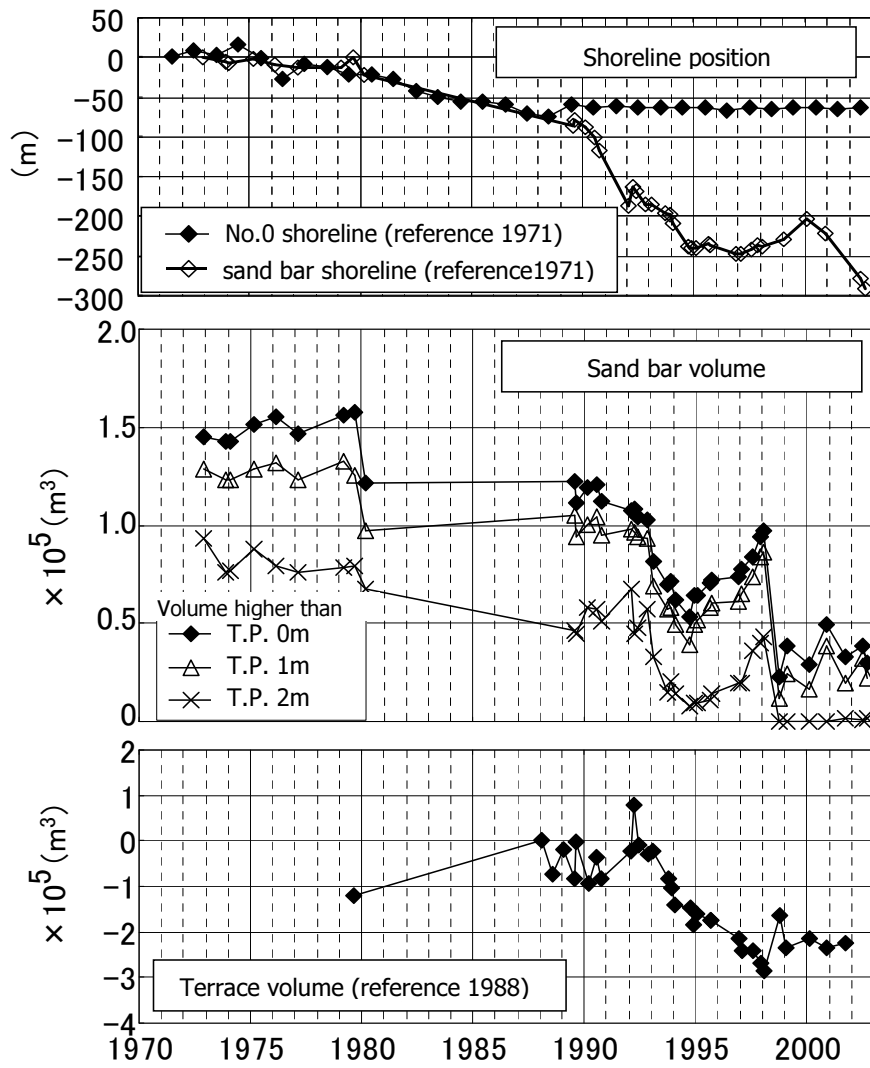 50
0
-50
-100
-150
-200
-250
-300
(m)
Shoreline position
No.0 shoreline (reference 1971)
sand bar shoreline (reference1971)
2.0
1.5
1.0
0.5
0
×10⁵(m³)
Sand bar volume
Volume higher than
T.P. 0m
T.P. 1m
T.P. 2m
2
1
0
-1
-2
-3
-4
×10⁵(m³)
Terrace volume (reference 1988)
1970 1975 1980 1985 1990 1995 2000